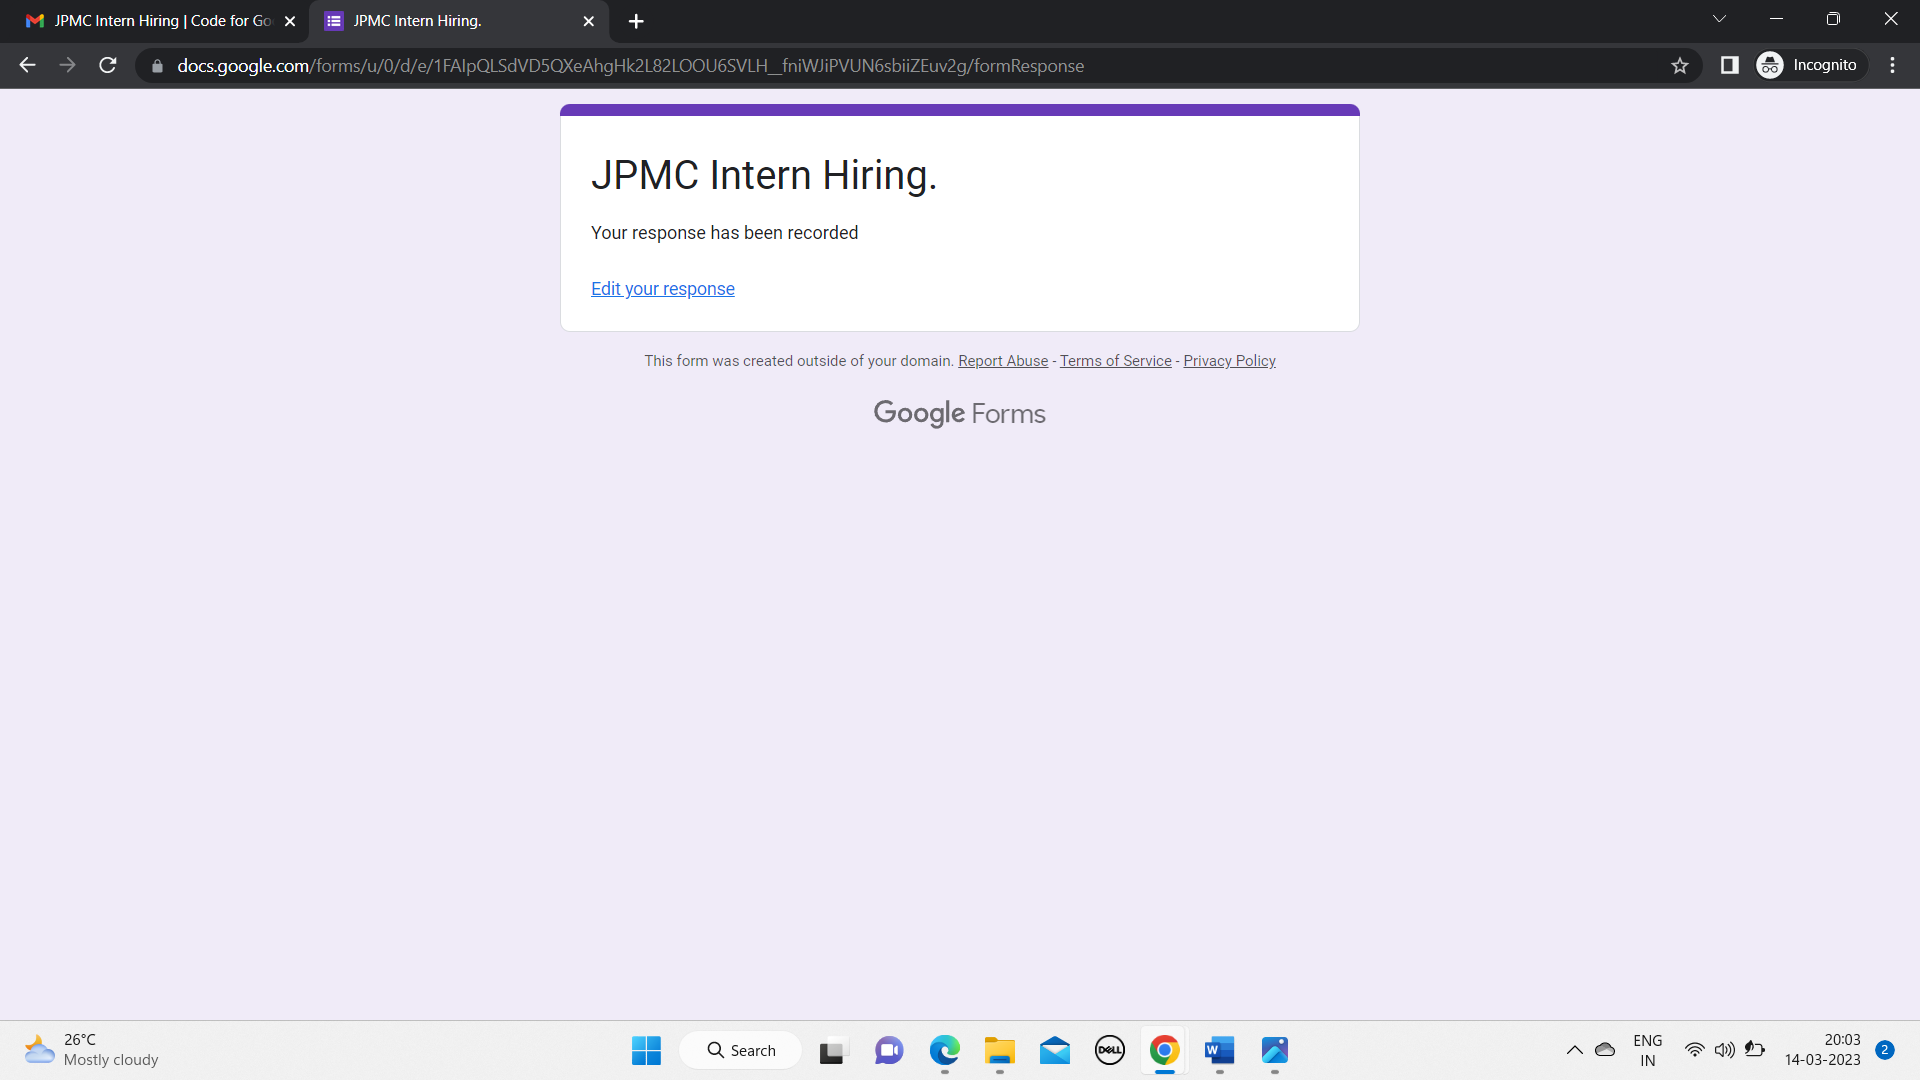 JPMC Intern Hiring | Code for Go
JPMC Intern Hiring.
docs.google.com/forms/u/0/d/e/1FAIpQLSdVD5QXeAhgHk2L82LOOU6SVLH__fniWJiPVUN6sbiiZEuv2g/formResponse
Incognito
JPMC Intern Hiring.
Your response has been recorded
Edit your response
This form was created outside of your domain. Report Abuse - Terms of Service - Privacy Policy
Google Forms
26°C
Mostly cloudy
Search
DELL
W
ENG
IN
20:03
14-03-2023
2